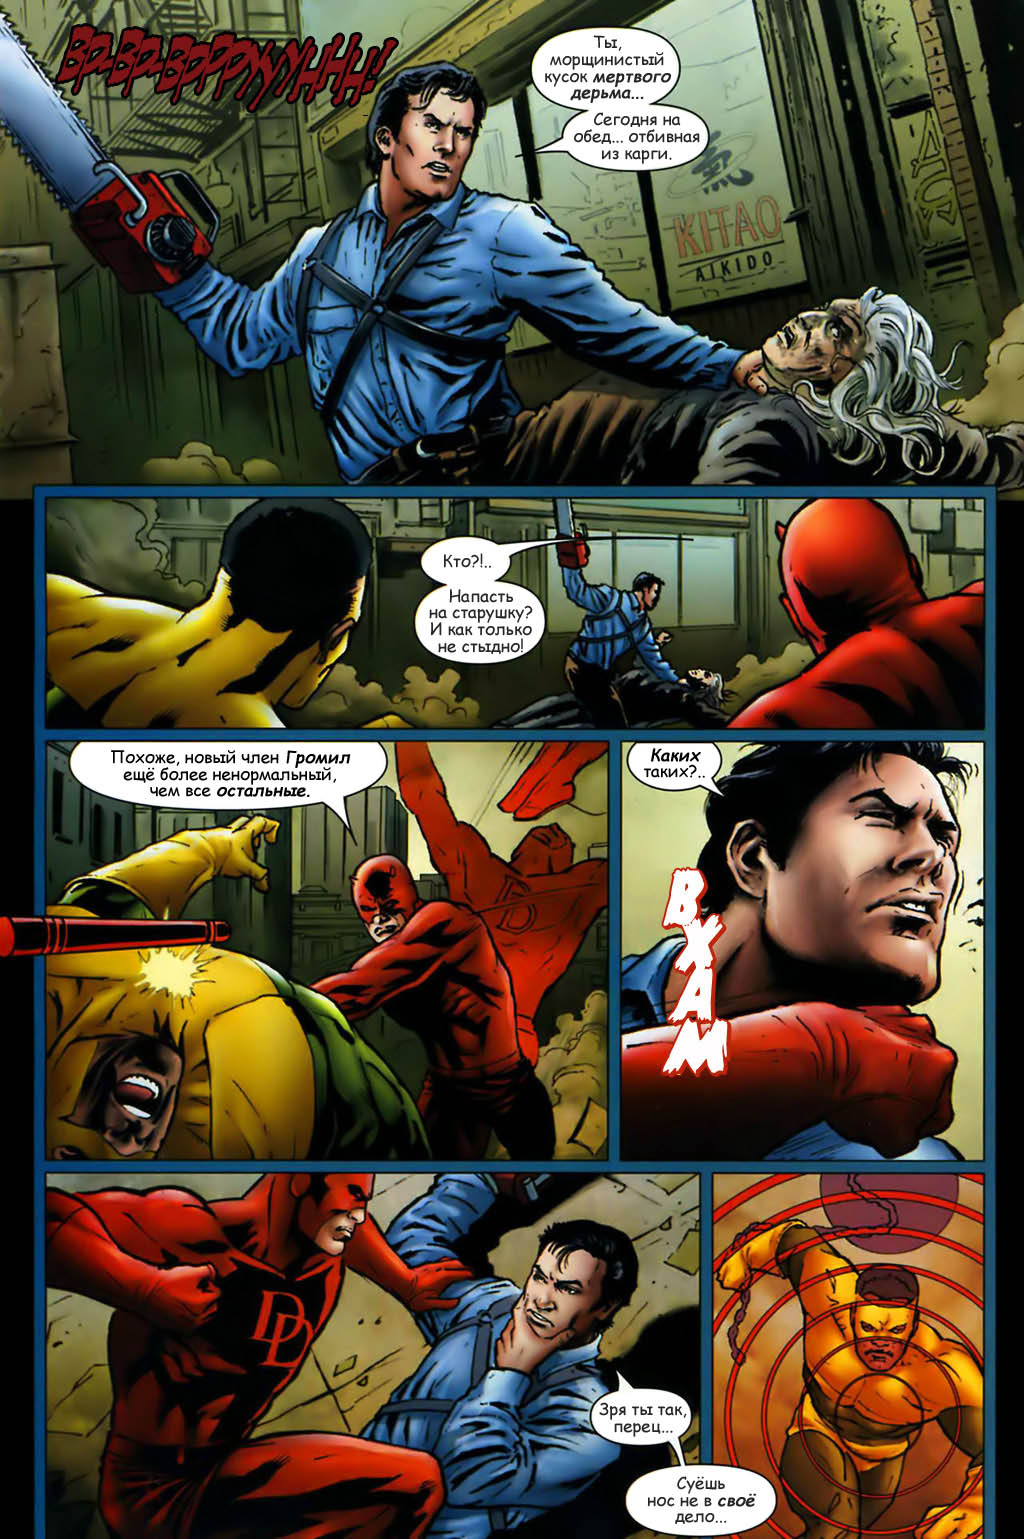 ВР-ВР-ВРРРУУУННН!
Ты,
морщинистый
кусок мертвого
дерьма...
Сегодня на
обед... отбивная
из карги.
KITAO
AIKIDO
Кто?!..
Напасть
на старушку?
И как только
не стыдно!
Похоже, новый член Громил
ещё более ненормальный,
чем все остальные.
Каких
таких?..
ВХАМ
DD
Зря ты так,
перец...
Суёшь
нос не в своё
дело...